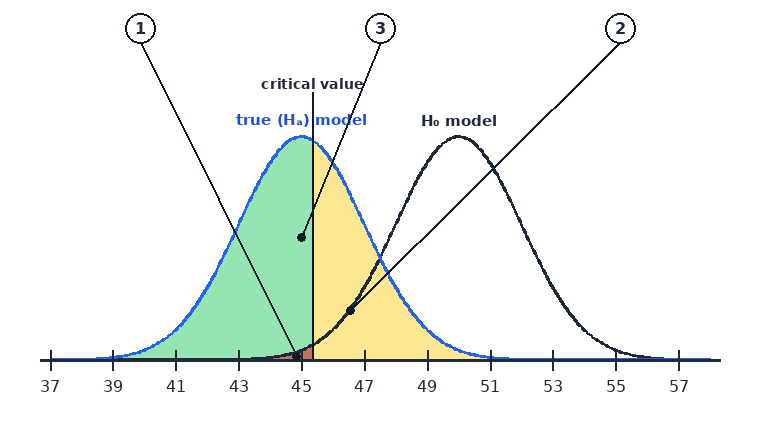 1
3
2
critical value
true (Hₐ) model
H₀ model
37 39 41 43 45 47 49 51 53 55 57